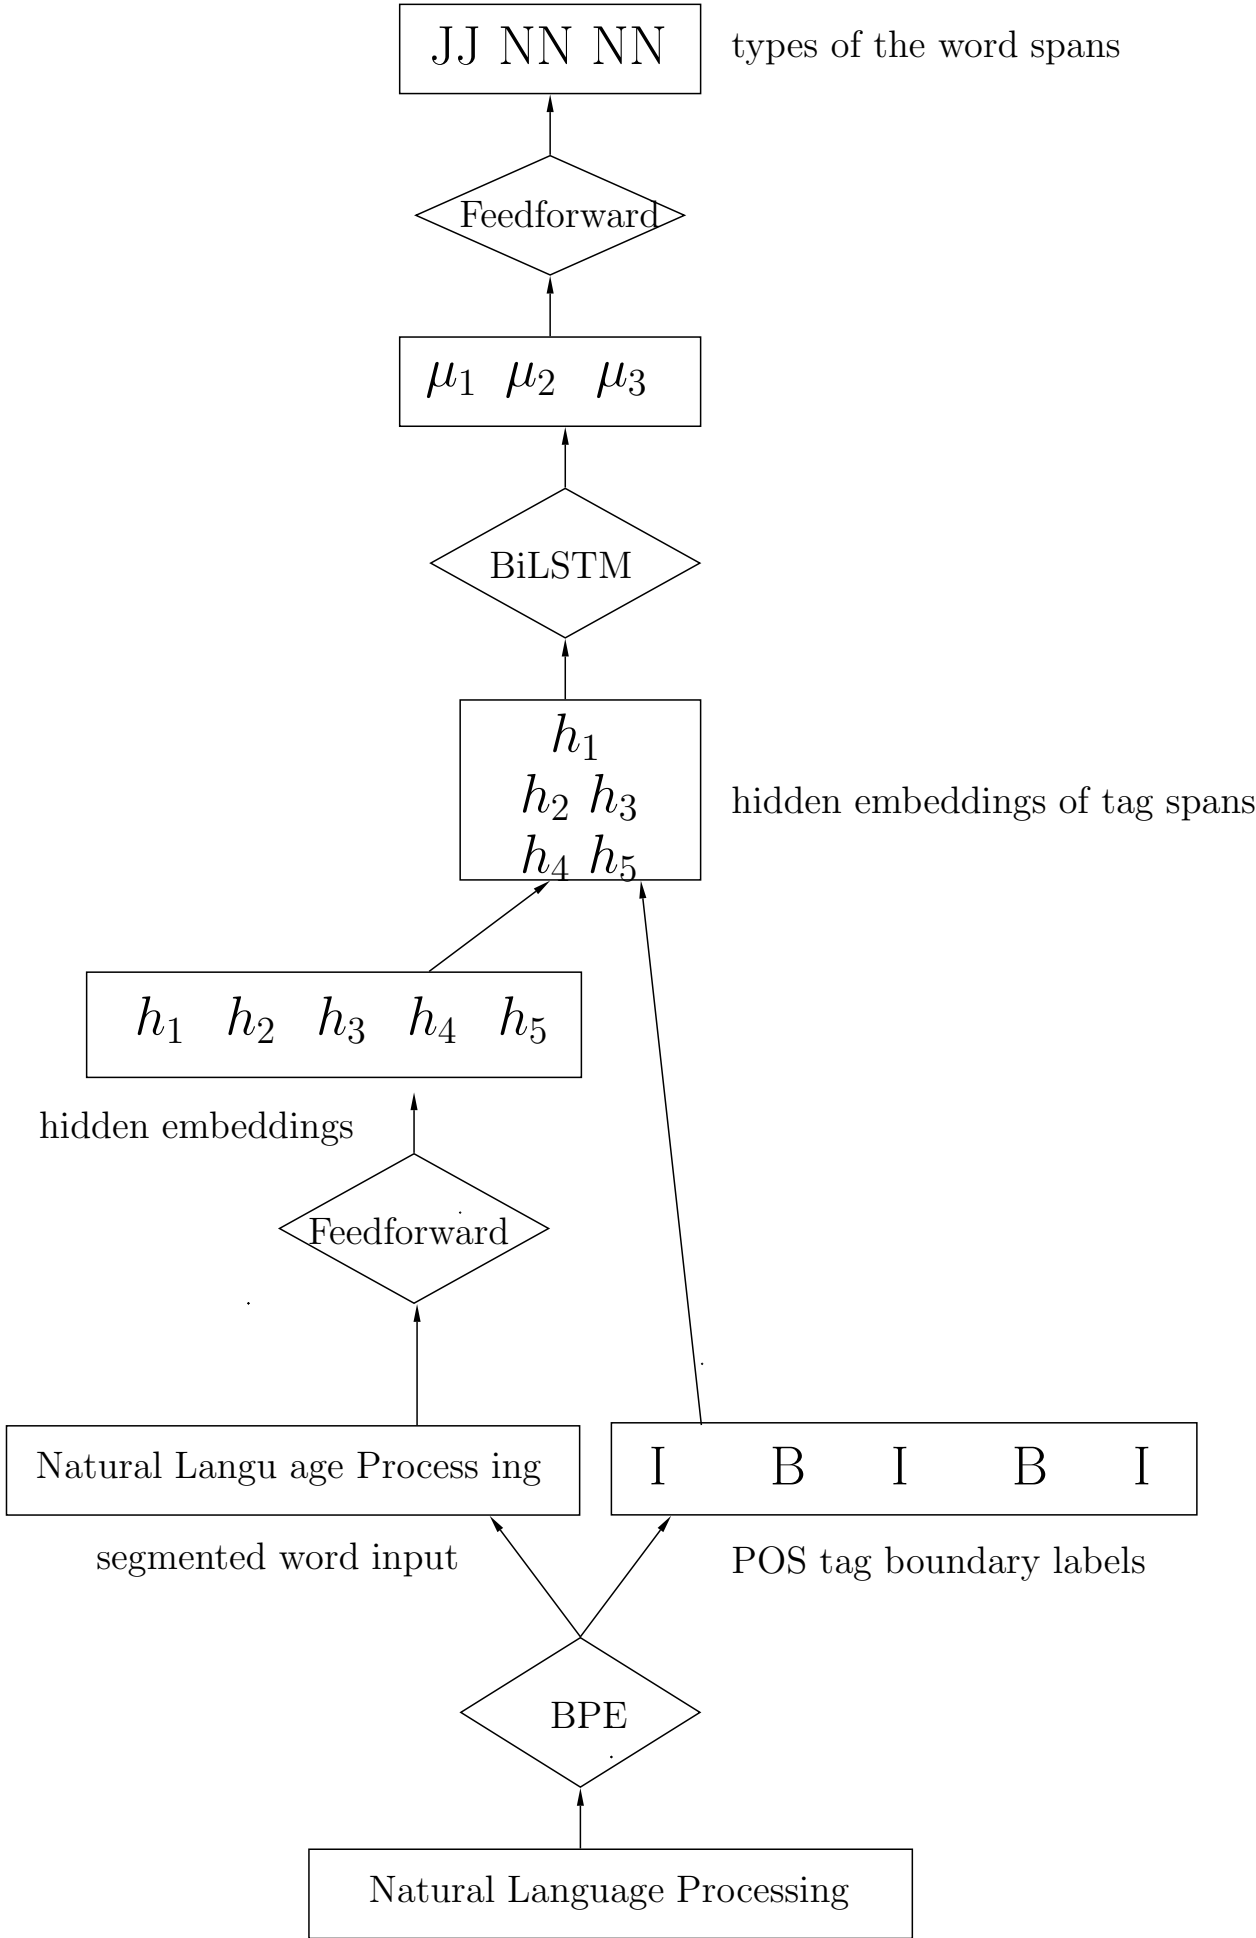 JJ NN NN
types of the word spans
Feedforward
μ₁ μ₂ μ₃
BiLSTM
h₁
h₂ h₃
hidden embeddings of tag spans
h₄ h₅
h₁ h₂ h₃ h₄ h₅
hidden embeddings
Feedforward
Natural Langu age Process ing
I B I B I
segmented word input
POS tag boundary labels
BPE
Natural Language Processing